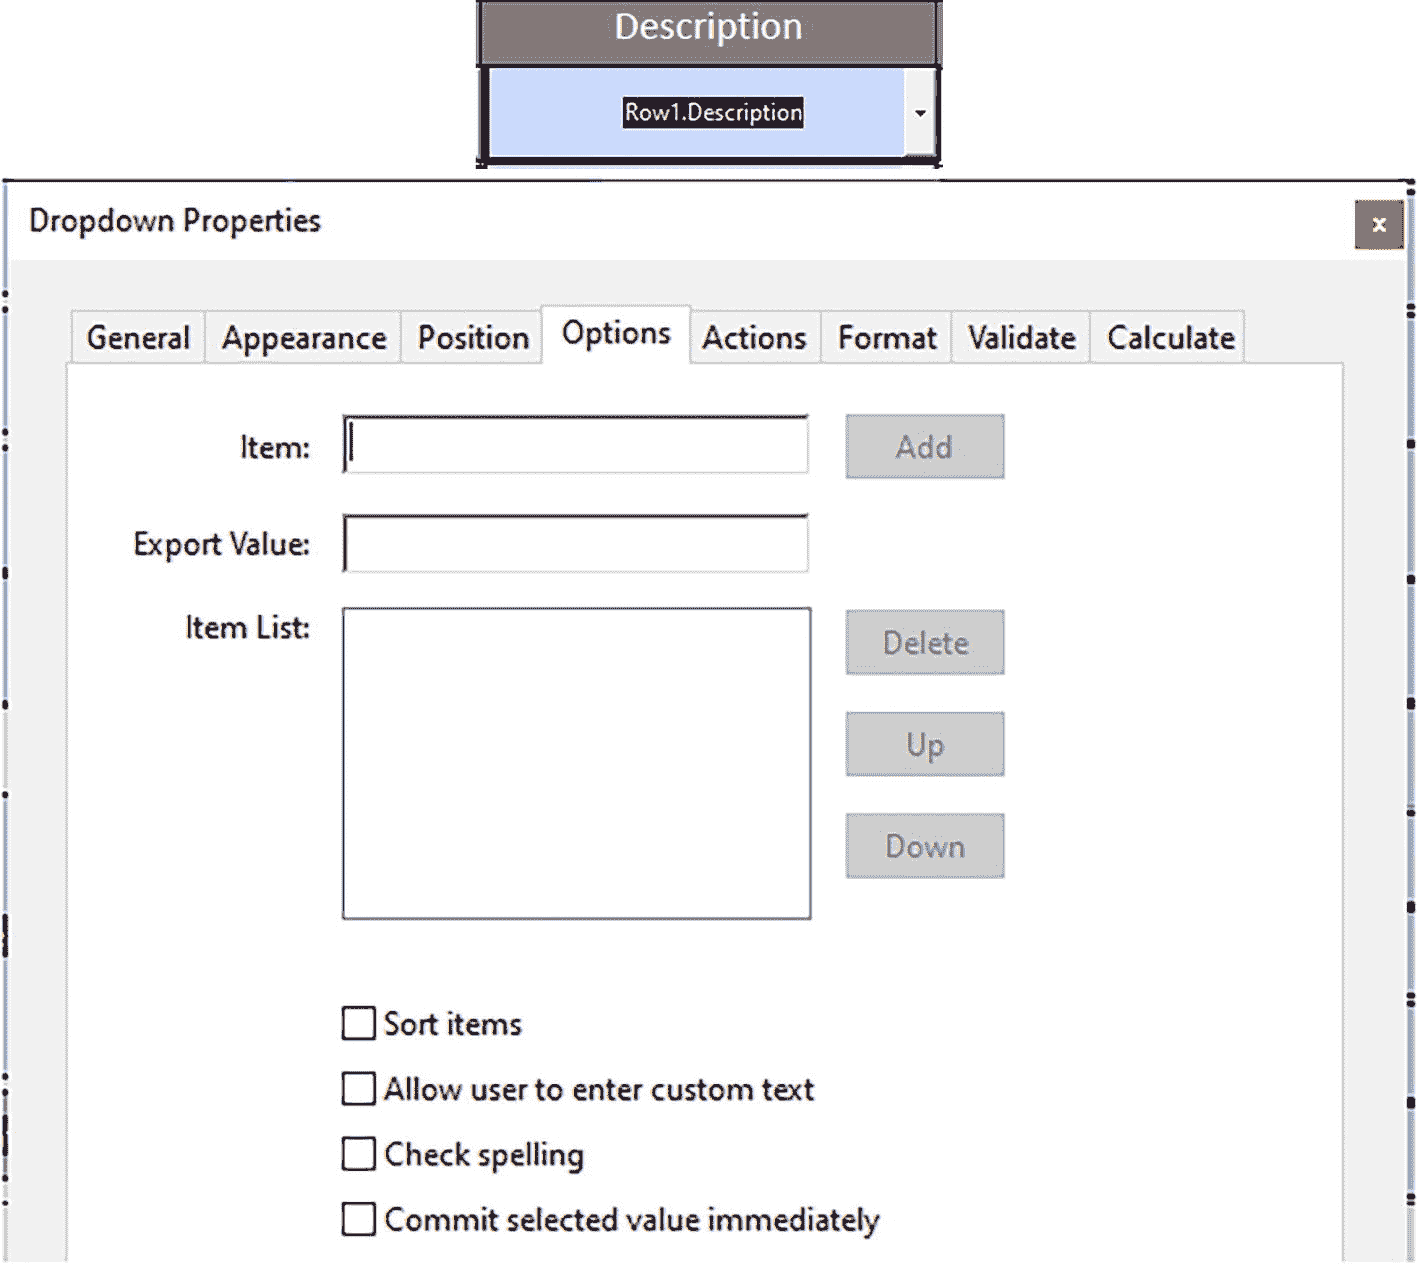 Description
Row1.Description
Dropdown Properties
x
General Appearance Position Options Actions Format Validate Calculate
Item: Add
Export Value:
Item List: Delete
Up
Down
Sort items
Allow user to enter custom text
Check spelling
Commit selected value immediately